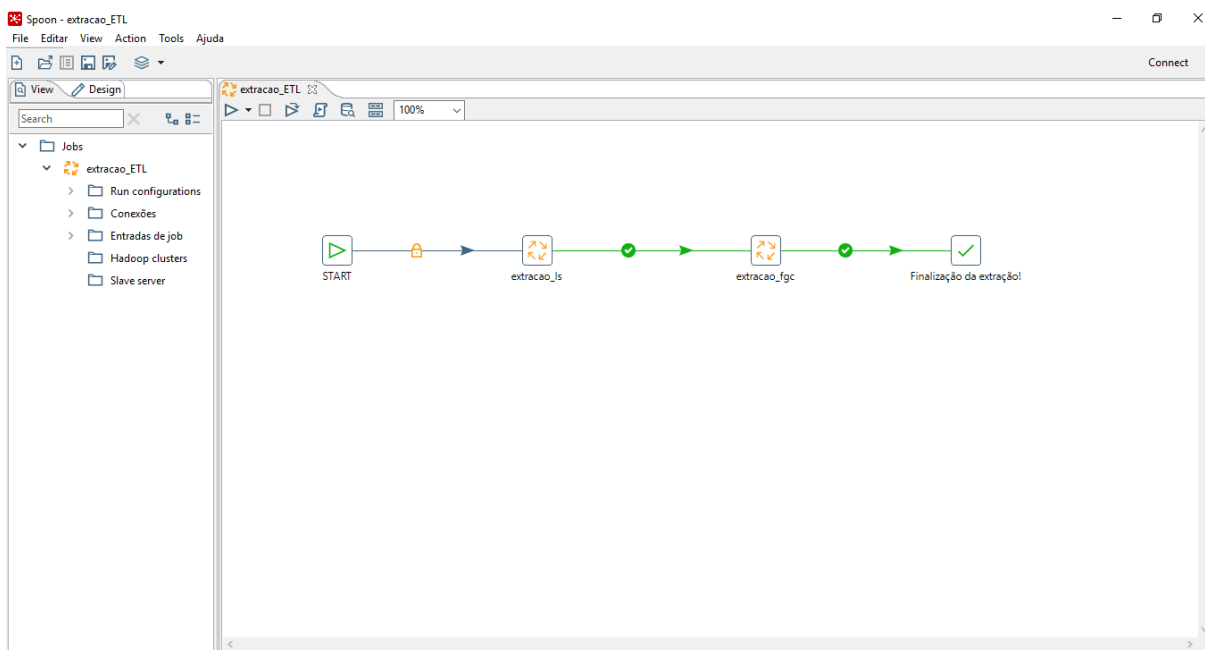 Spoon - extracao_ETL
File Editar View Action Tools Ajuda
Connect
View Design
extracao_ETL
Search
100%
Jobs
extracao_ETL
Run configurations
Conexões
Entradas de job
Hadoop clusters
Slave server
START extracao_ls extracao_fgc Finalização da extração!